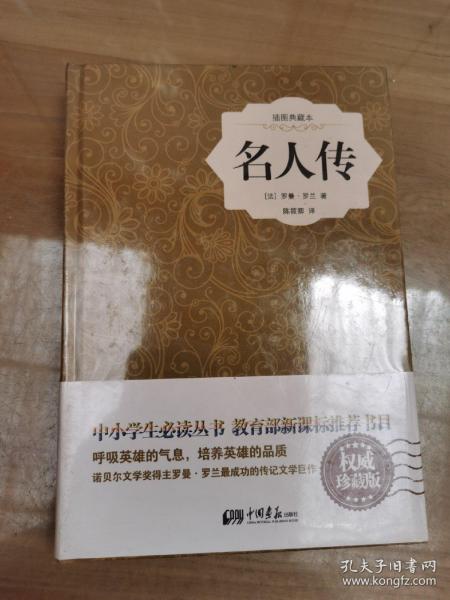 插图典藏本
名人传
[法] 罗曼·罗兰 著
陈筱卿 译
中小学生必读丛书 教育部新课标推荐书目
呼吸英雄的气息，培养英雄的品质
诺贝尔文学奖得主罗曼·罗兰最成功的传记文学巨作
权威
珍藏版
中国画报出版社
孔夫子旧书网
www.kongfz.com